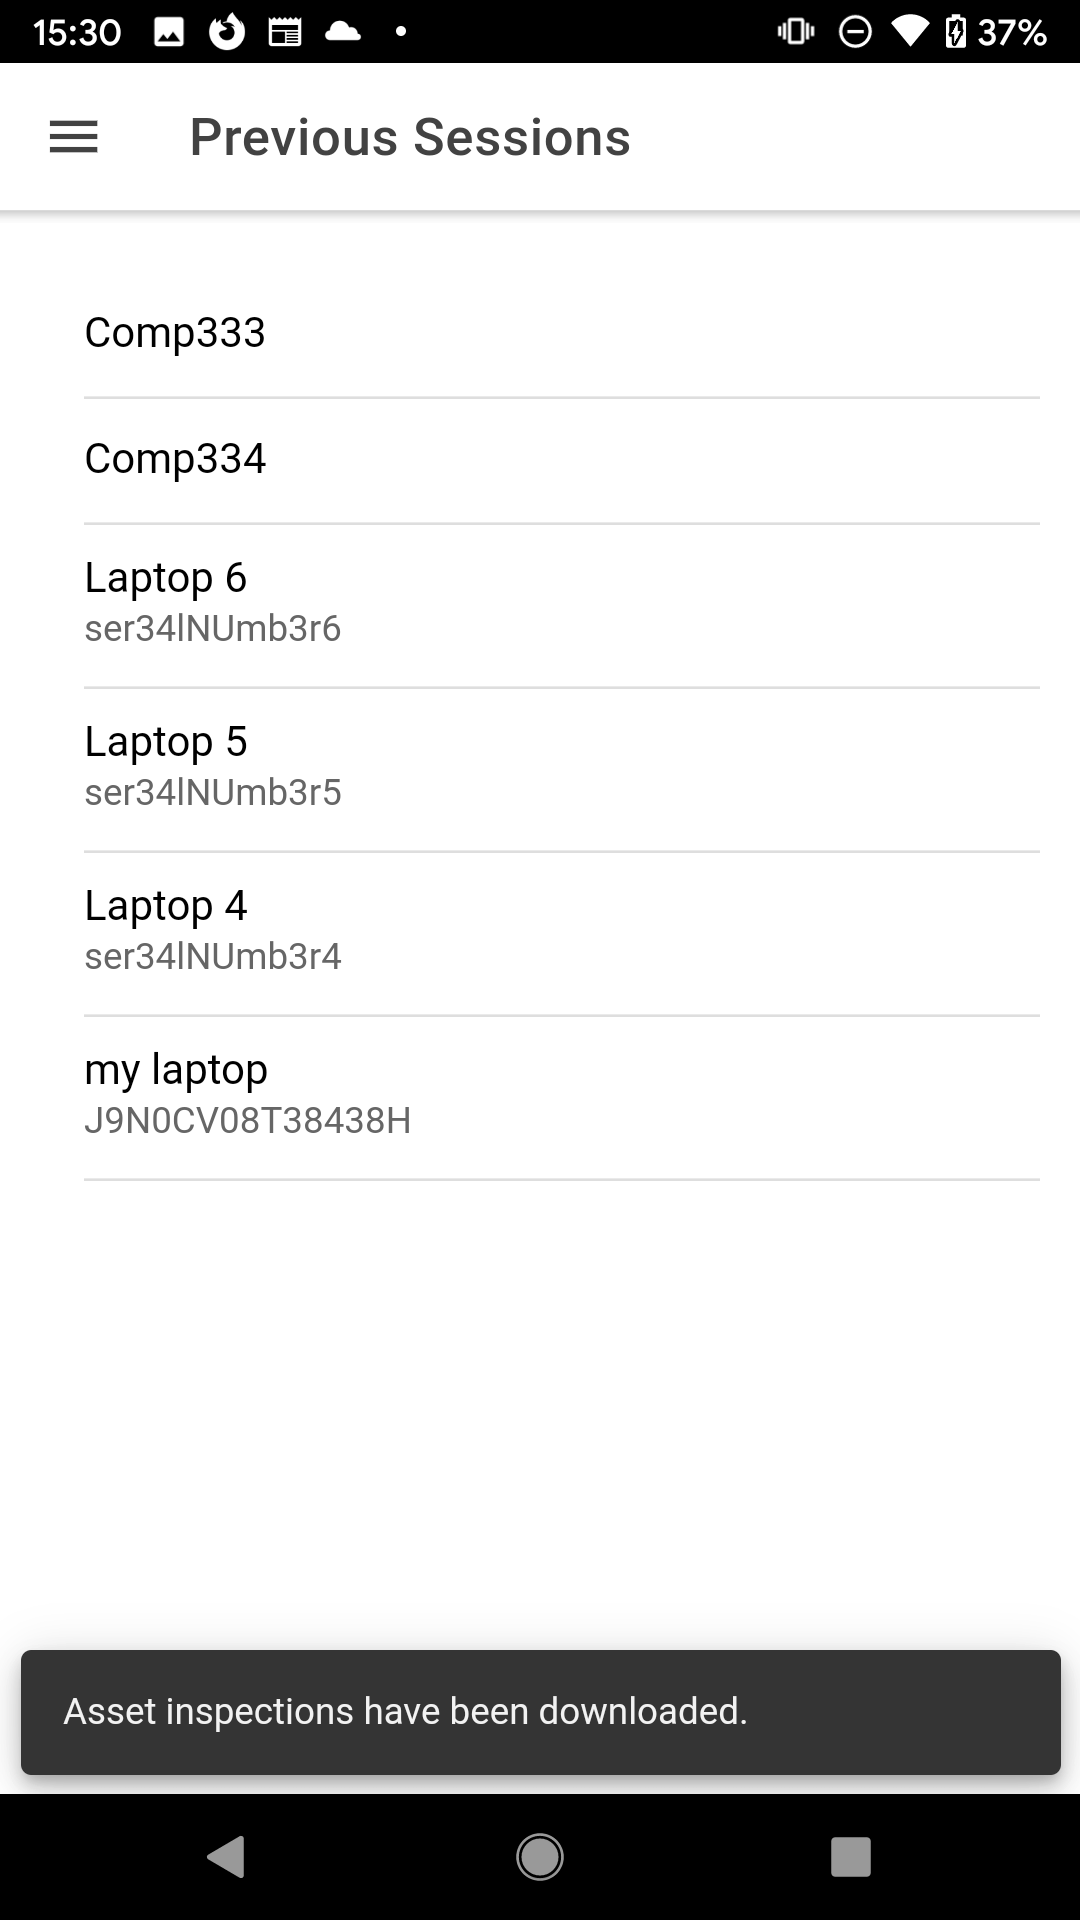 15:30
37%
Previous Sessions
Comp333
Comp334
Laptop 6
ser34lNUmb3r6
Laptop 5
ser34lNUmb3r5
Laptop 4
ser34lNUmb3r4
my laptop
J9N0CV08T38438H
Asset inspections have been downloaded.